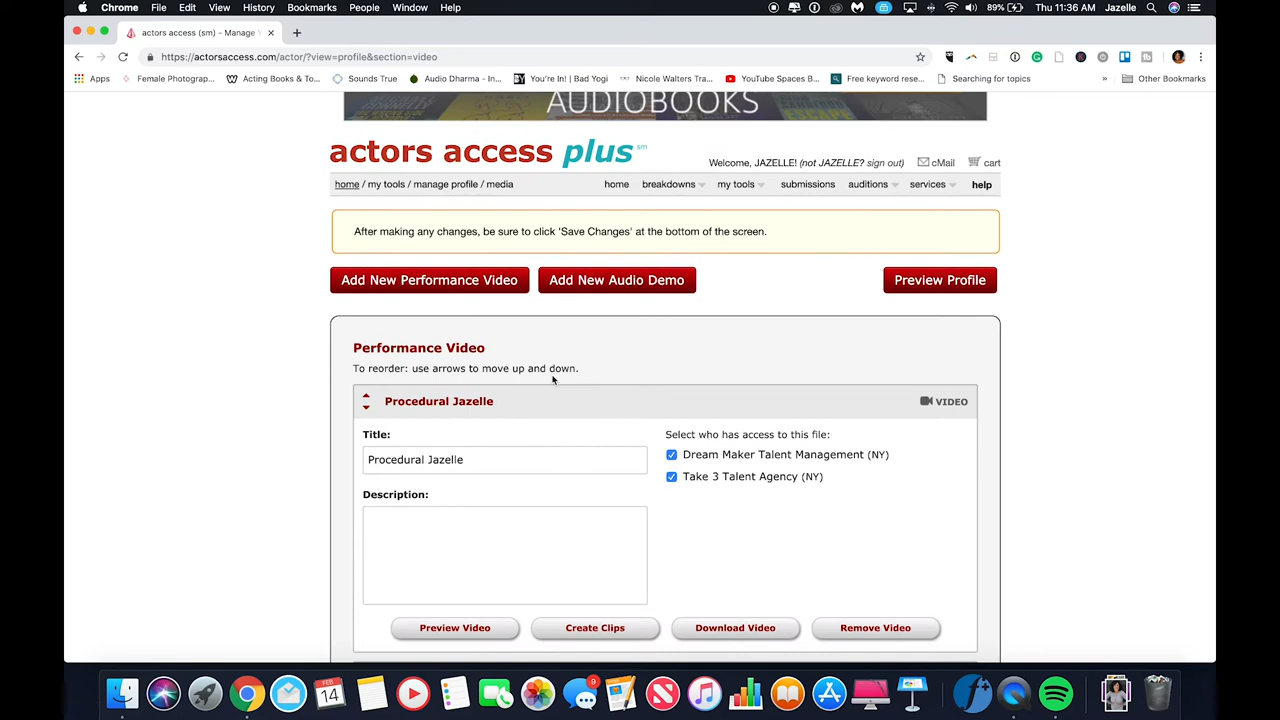 Chrome File Edit View History Bookmarks People Window Help 89% Thu 11:36 AM Jazelle
actors access (sm) - Manage Y
https://actorsaccess.com/actor/?view=profile&section=video
Apps Female Photograp... Acting Books & To... Sounds True Audio Dharma - In... You're In! | Bad Yogi Nicole Walters Tra... YouTube Spaces B... Free keyword rese... Searching for topics » Other Bookmarks
AUDIOBOOKS
actors access plus sm
Welcome, JAZELLE! (not JAZELLE? sign out) cMail cart
home / my tools / manage profile / media home breakdowns my tools submissions auditions services help
After making any changes, be sure to click 'Save Changes' at the bottom of the screen.
Add New Performance Video Add New Audio Demo Preview Profile
Performance Video
To reorder: use arrows to move up and down.
Procedural Jazelle VIDEO
Title: Select who has access to this file:
Procedural Jazelle Dream Maker Talent Management (NY)
Take 3 Talent Agency (NY)
Description:
Preview Video Create Clips Download Video Remove Video
FEB
14
9